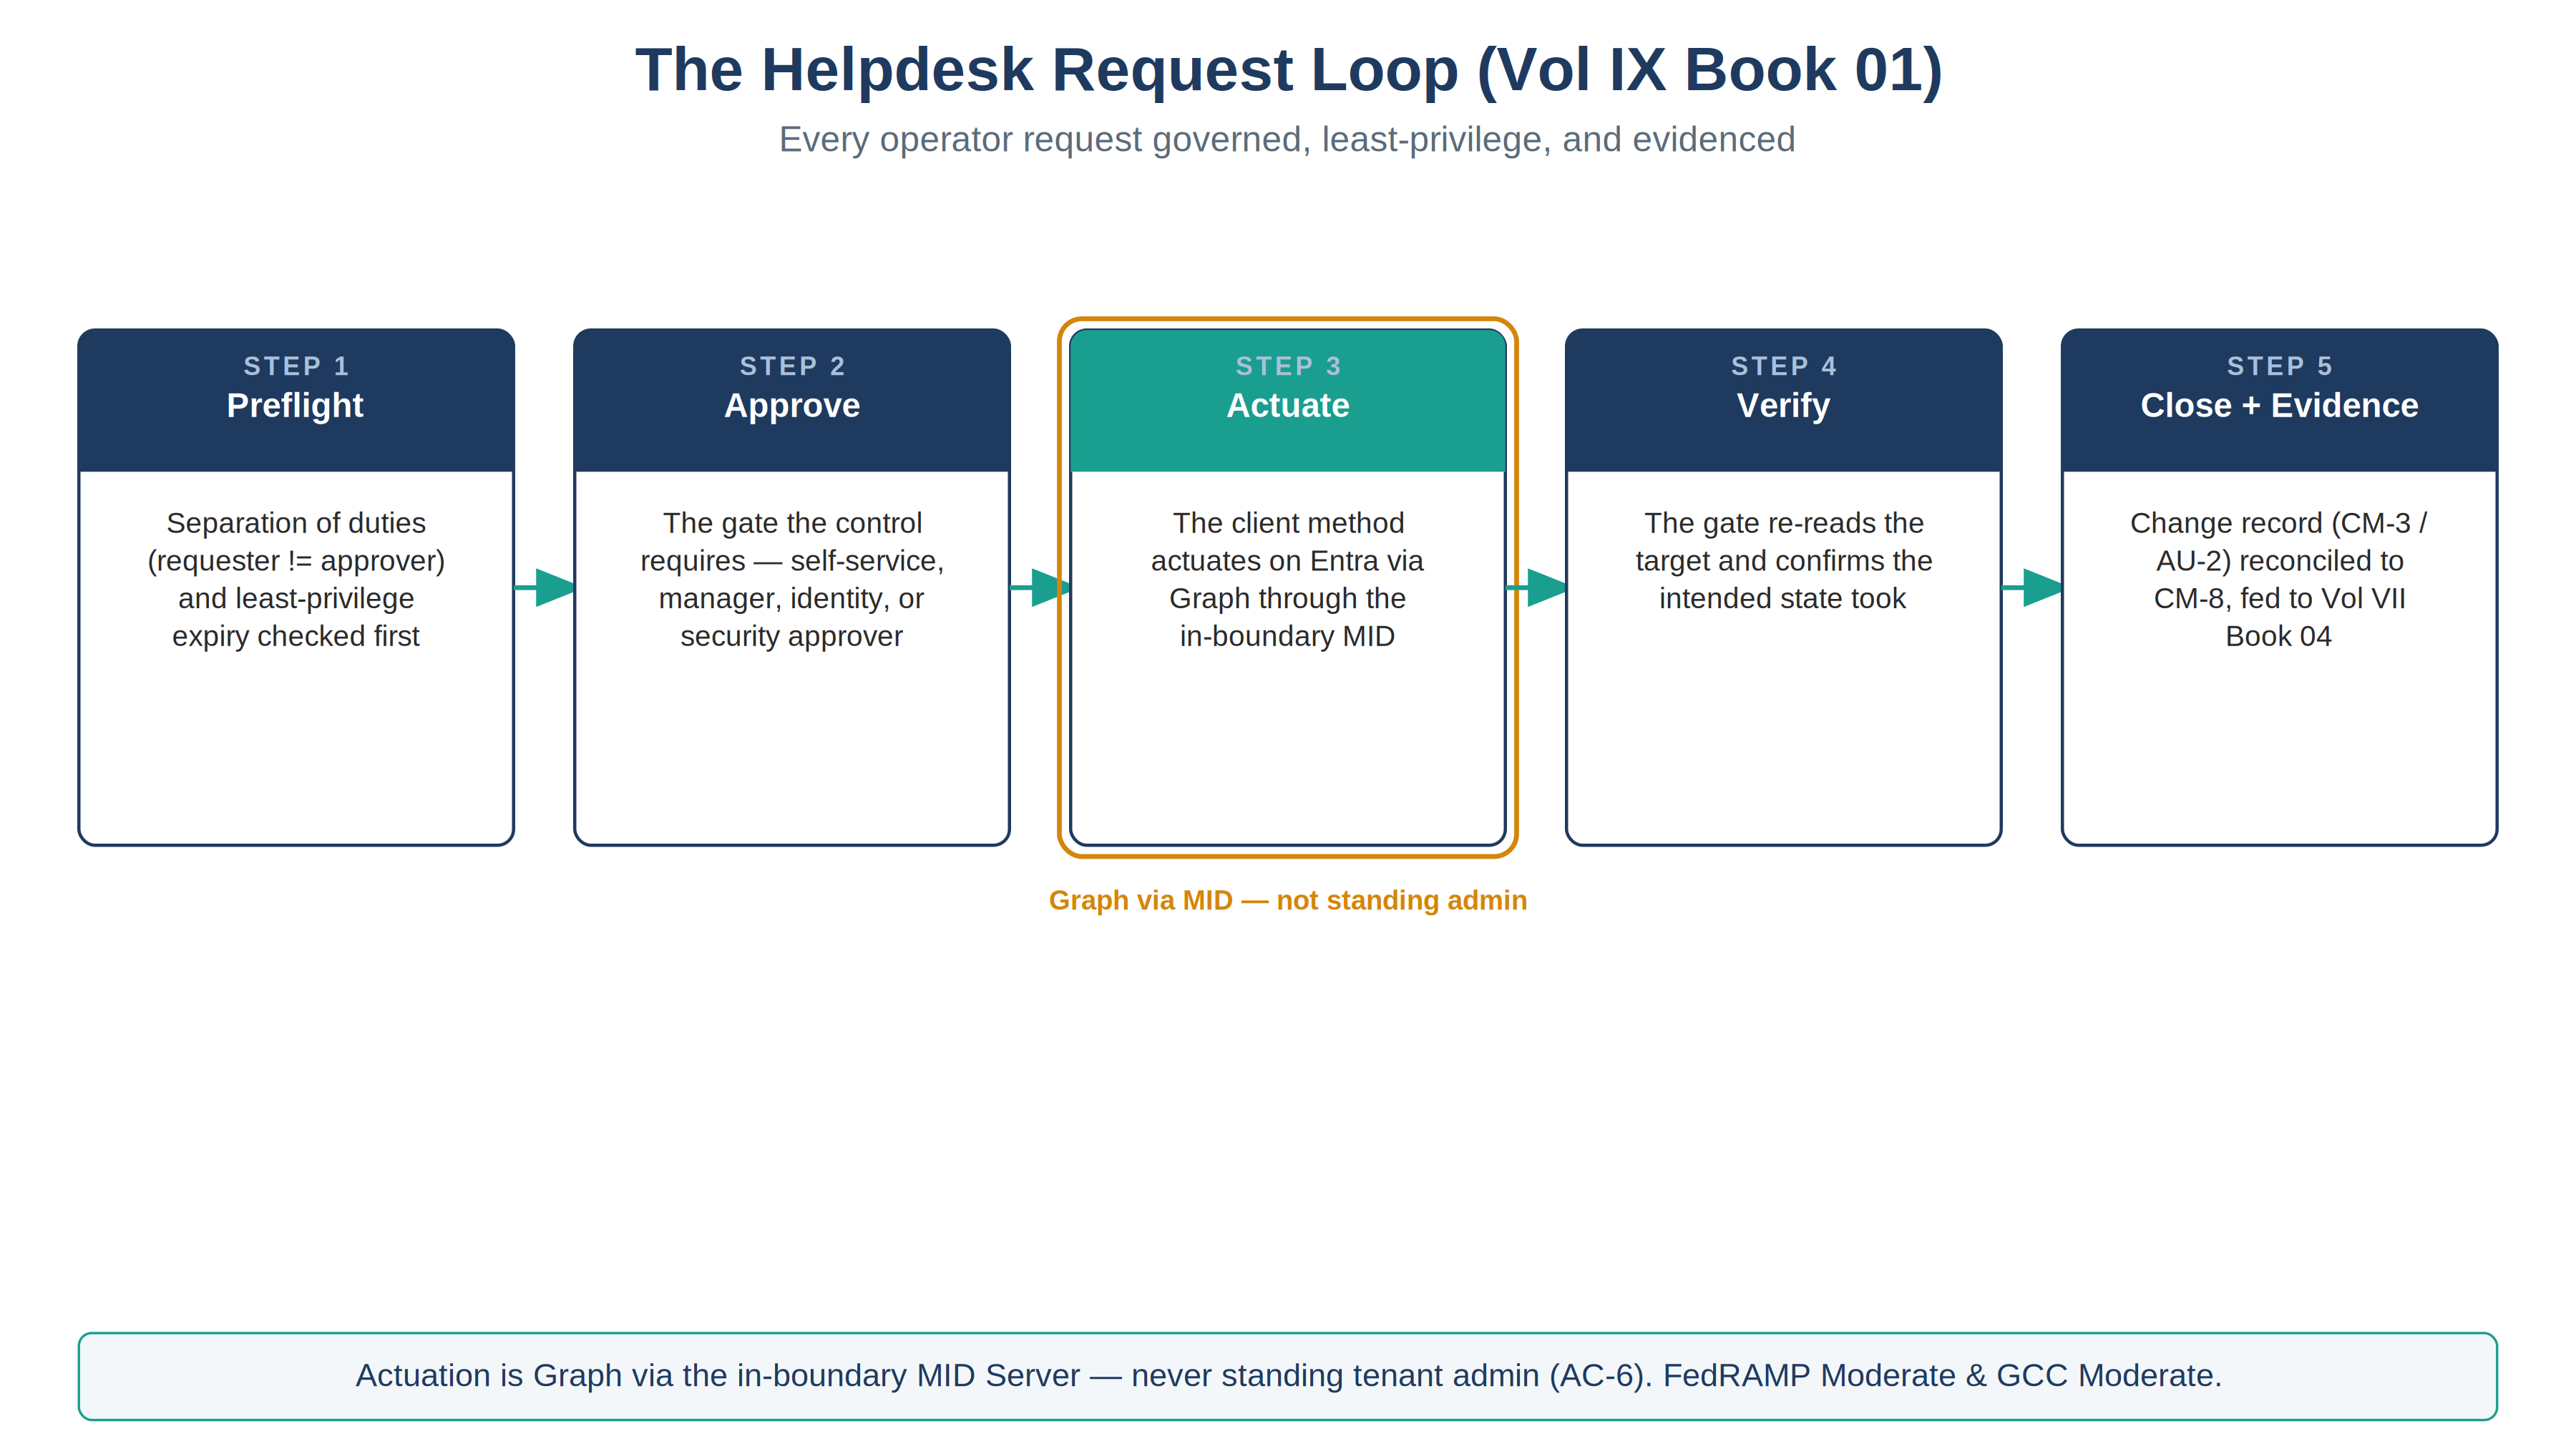 The Helpdesk Request Loop (Vol IX Book 01)
Every operator request governed, least-privilege, and evidenced
STEP 1
Preflight
Separation of duties
(requester != approver)
and least-privilege
expiry checked first
STEP 2
Approve
The gate the control
requires — self-service,
manager, identity, or
security approver
STEP 3
Actuate
The client method
actuates on Entra via
Graph through the
in-boundary MID
Graph via MID — not standing admin
STEP 4
Verify
The gate re-reads the
target and confirms the
intended state took
STEP 5
Close + Evidence
Change record (CM-3 /
AU-2) reconciled to
CM-8, fed to Vol VII
Book 04
Actuation is Graph via the in-boundary MID Server — never standing tenant admin (AC-6). FedRAMP Moderate & GCC Moderate.